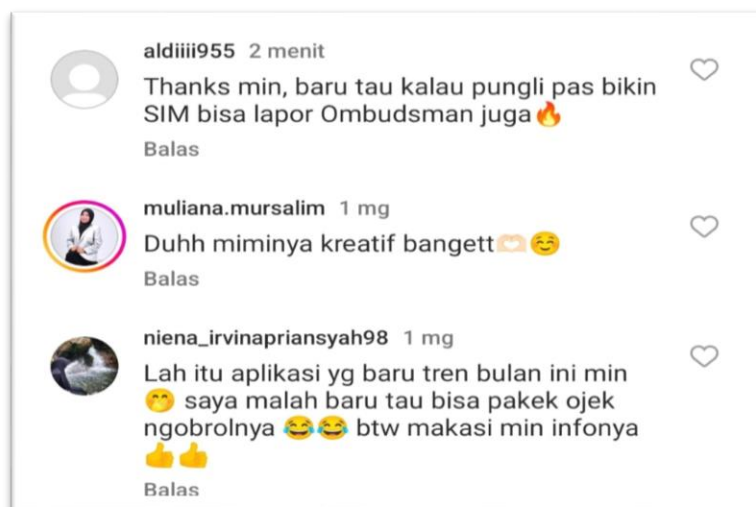 aldiiii955 2 menit
Thanks min, baru tau kalau pungli pas bikin
SIM bisa lapor Ombudsman juga🔥
Balas
muliana.mursalim 1 mg
Duhh miminya kreatif bangett🫶🏻☺️
Balas
niena_irvinapriansyah98 1 mg
Lah itu aplikasi yg baru tren bulan ini min
🤭 saya malah baru tau bisa pakek ojek
ngobrolnya 😂😂 btw makasi min infonya
👍👍
Balas